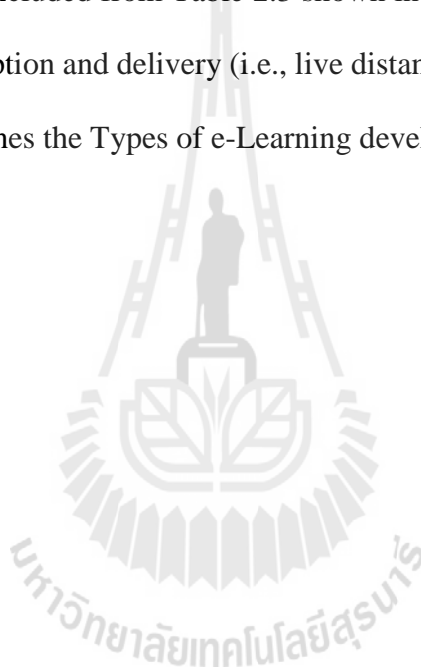 cluded from Table 2.3 shown in
ption and delivery (i.e., live distan
nes the Types of e-Learning devel
มหาวิทยาลัยเทคโนโลยีสุรนารี